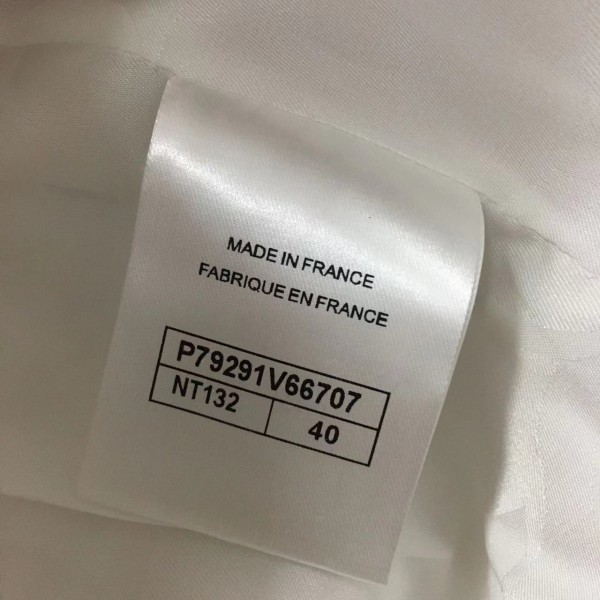 MADE IN FRANCE
FABRIQUE EN FRANCE
P79291V66707
NT132 40